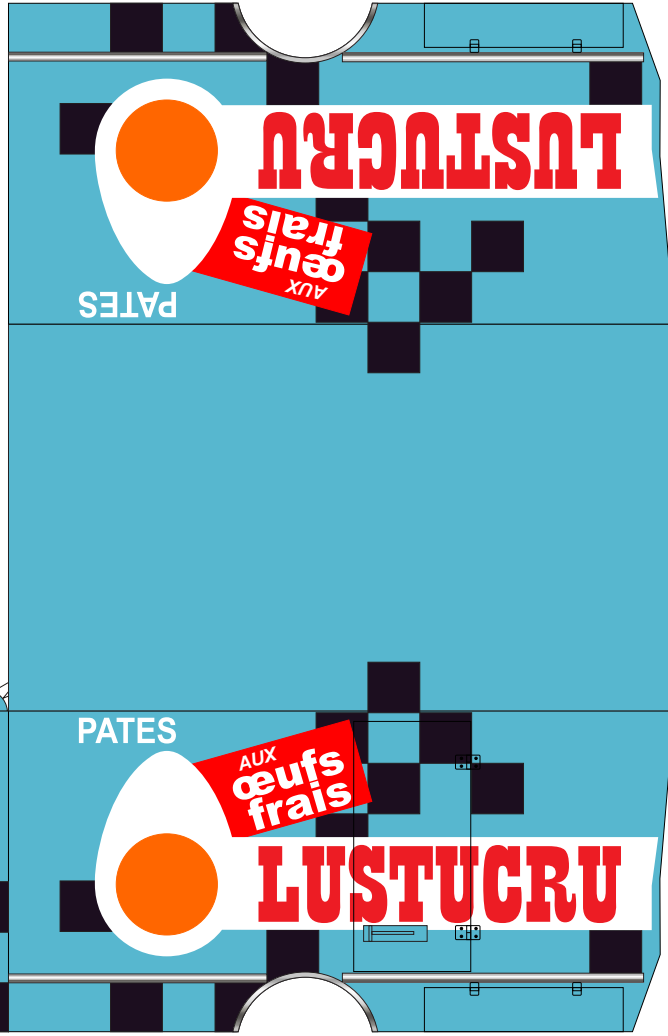 PATES
AUX
œufs
frais
LUSTUCRU
PATES
AUX
œufs
frais
LUSTUCRU